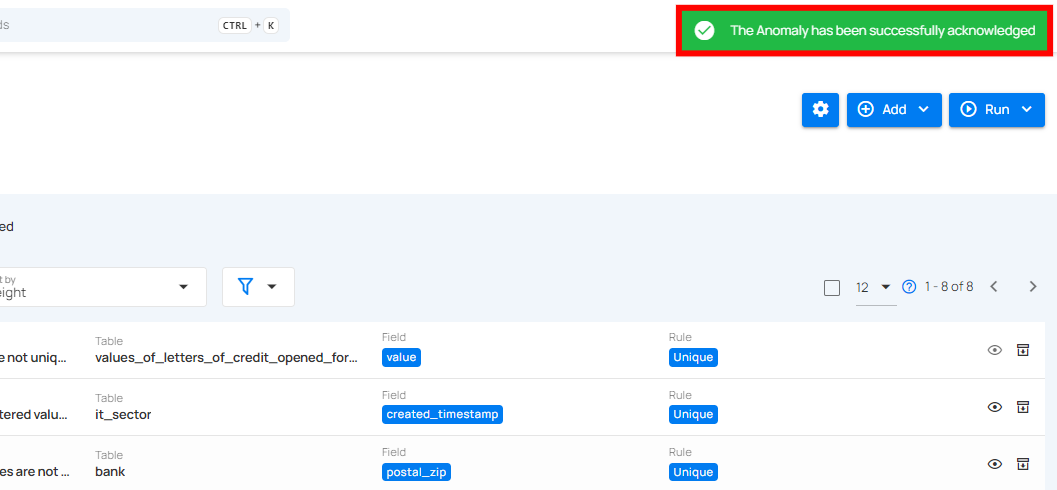 ds
CTRL + K
The Anomaly has been successfully acknowledged
Add
Run
ed
t by
eight
12
1 - 8 of 8
Table
Field
Rule
e not uniq...
values_of_letters_of_credit_opened_for...
value
Unique
Table
Field
Rule
tered valu...
it_sector
created_timestamp
Unique
Table
Field
Rule
es are not ...
bank
postal_zip
Unique